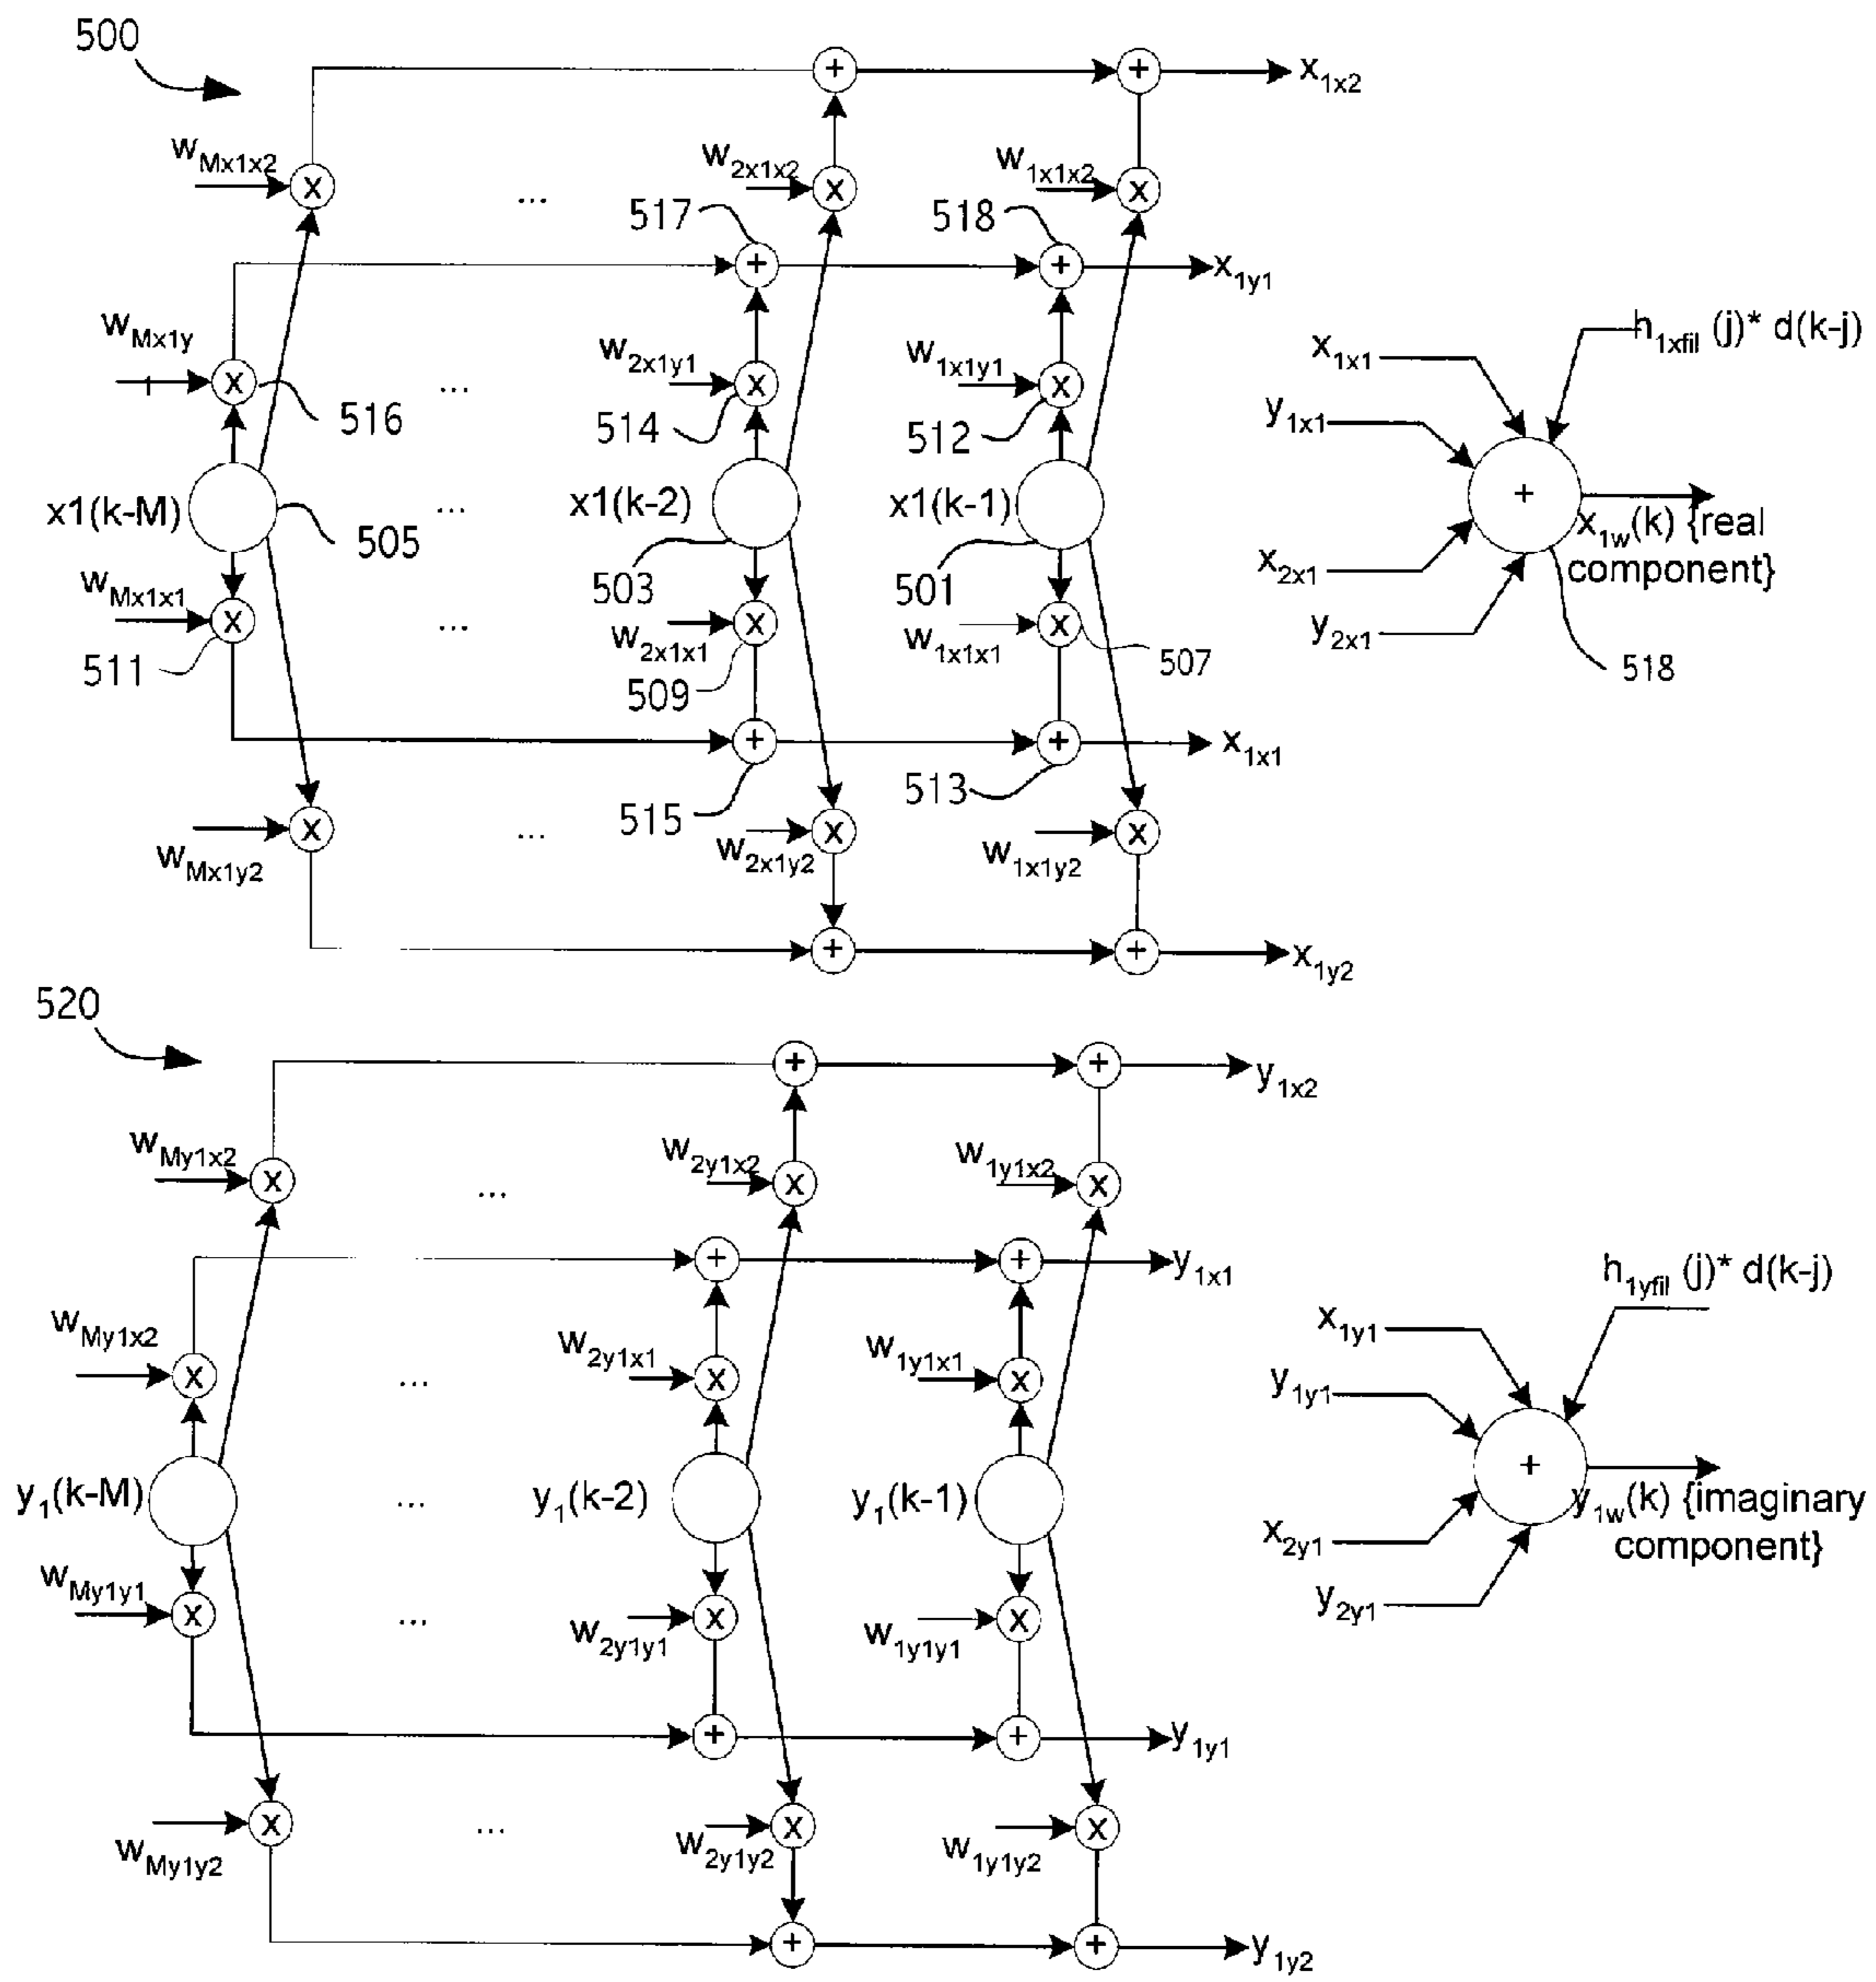 500
+
+
x1x2
wMx1x2
x
...
w2x1x2
x
w1x1x2
x
517
518
+
+
x1y1
wMx1y
1
x
516
...
w2x1y1
x
514
w1x1y1
x
512
x1x1
h1xfil (j)* d(k-j)
y1x1
+
x1w(k) {real
component}
x2x1
y2x1
518
x1(k-M)
505
...
x1(k-2)
503
x1(k-1)
501
wMx1x1
x
511
...
w2x1x1
x
509
w1x1x1
x
507
+
515
+
513
x1x1
wMx1y2
x
...
w2x1y2
x
w1x1y2
x
+
+
x1y2
520
+
+
y1x2
wMy1x2
x
...
w2y1x2
x
w1y1x2
x
+
+
y1x1
wMy1x2
x
...
w2y1x1
x
w1y1x1
x
h1yfil (j)* d(k-j)
x1y1
y1y1
+
y1w(k) {imaginary
component}
x2y1
y2y1
y1(k-M)
...
y1(k-2)
y1(k-1)
wMy1y1
x
...
w2y1y1
x
w1y1y1
x
+
+
y1y1
wMy1y2
x
...
w2y1y2
x
w1y1y2
x
+
+
y1y2